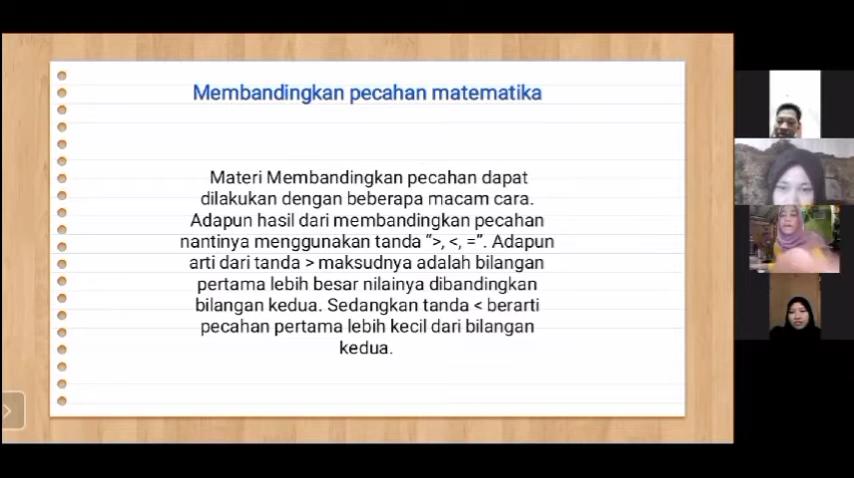 Membandingkan pecahan matematika
Materi Membandingkan pecahan dapat
dilakukan dengan beberapa macam cara.
Adapun hasil dari membandingkan pecahan
nantinya menggunakan tanda “>, <, =”. Adapun
arti dari tanda > maksudnya adalah bilangan
pertama lebih besar nilainya dibandingkan
bilangan kedua. Sedangkan tanda < berarti
pecahan pertama lebih kecil dari bilangan
kedua.